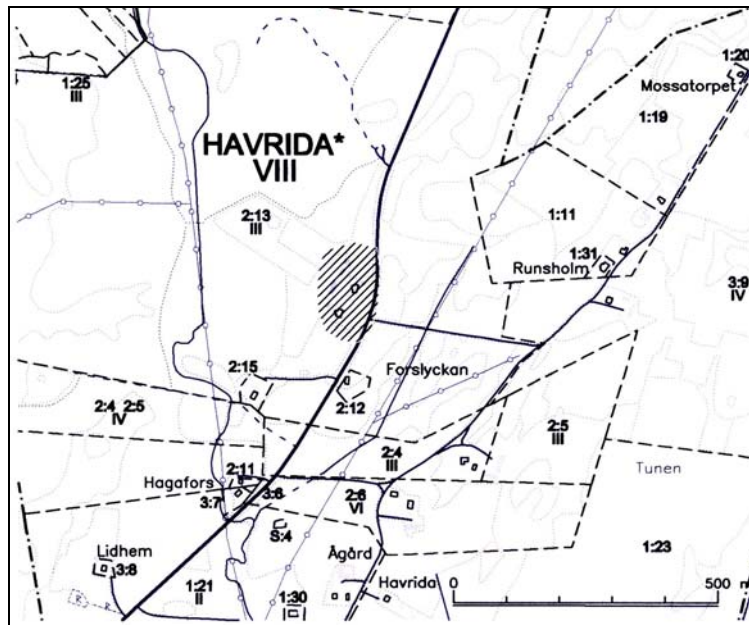 1:20
Mossatorpet
1:25
III
1:19
HAVRIDA*
VIII
2:13
III
1:11
1:31
Runsholm
3:9
IV
2:15
Forslyckan
2:12
2:4 2:5
IV
2:5
III
2:4
III
Tunen
2:11
Hagafors
3:6
3:7
2:6
VI
S:4
Lidhem
3:8
Ågård
1:23
1:21
II
1:30
Havrida
0
500 m